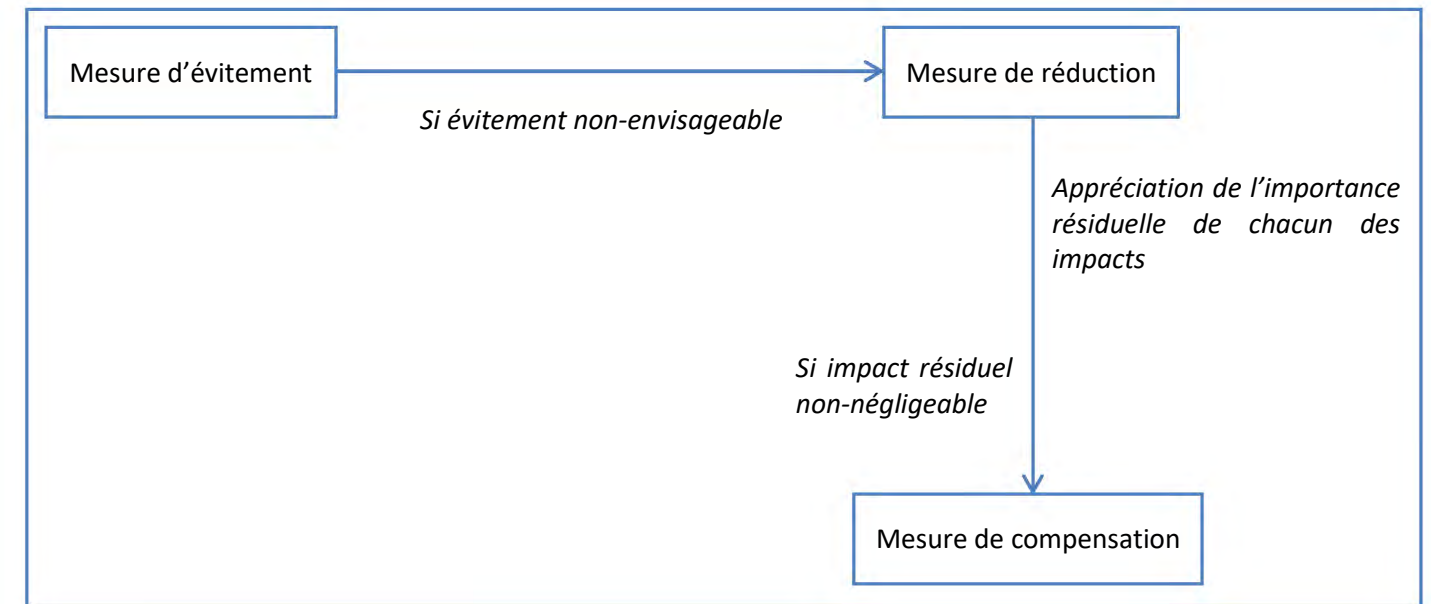 Mesure d’évitement
Mesure de réduction
Si évitement non-envisageable
Appréciation de l’importance
résiduelle de chacun des
impacts
Si impact résiduel
non-négligeable
Mesure de compensation